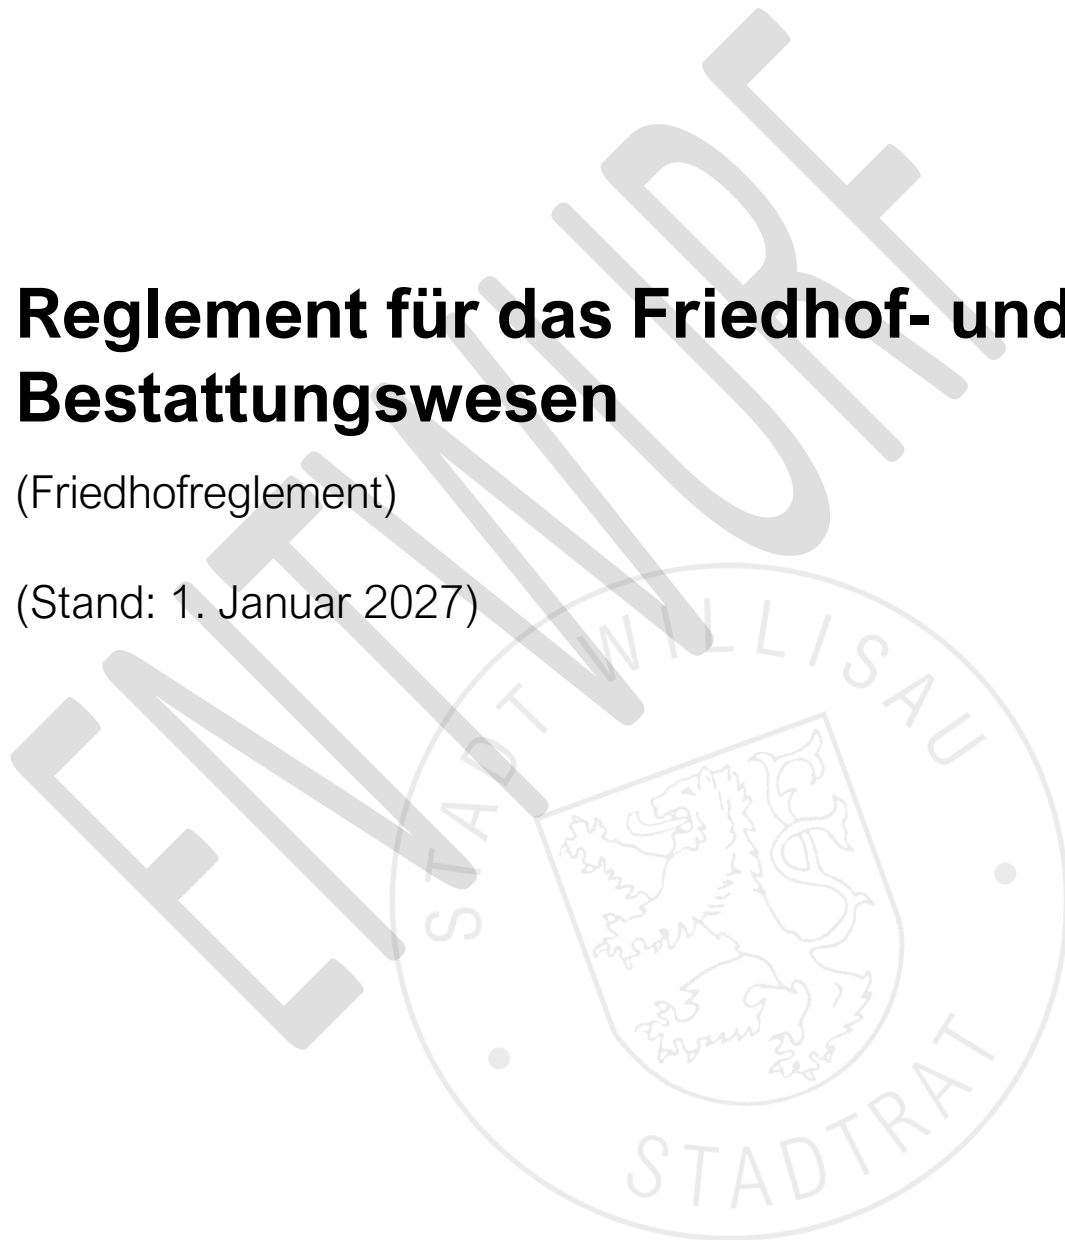 Reglement für das Friedhof- und
Bestattungswesen
(Friedhofreglement)
(Stand: 1. Januar 2027)
ENTWURF
STADT WILLISAU
STADTRAT